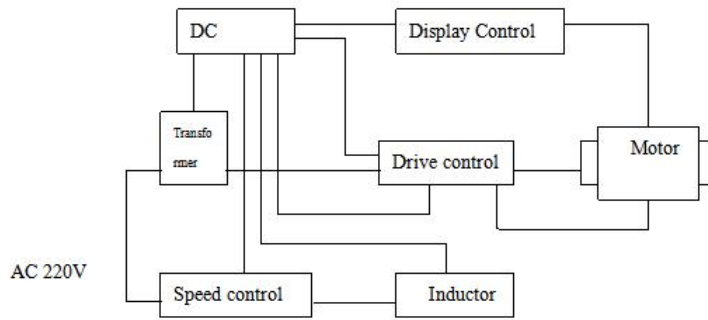 DC
Display Control
Transfo
rmer
Drive control
Motor
AC 220V
Speed control
Inductor